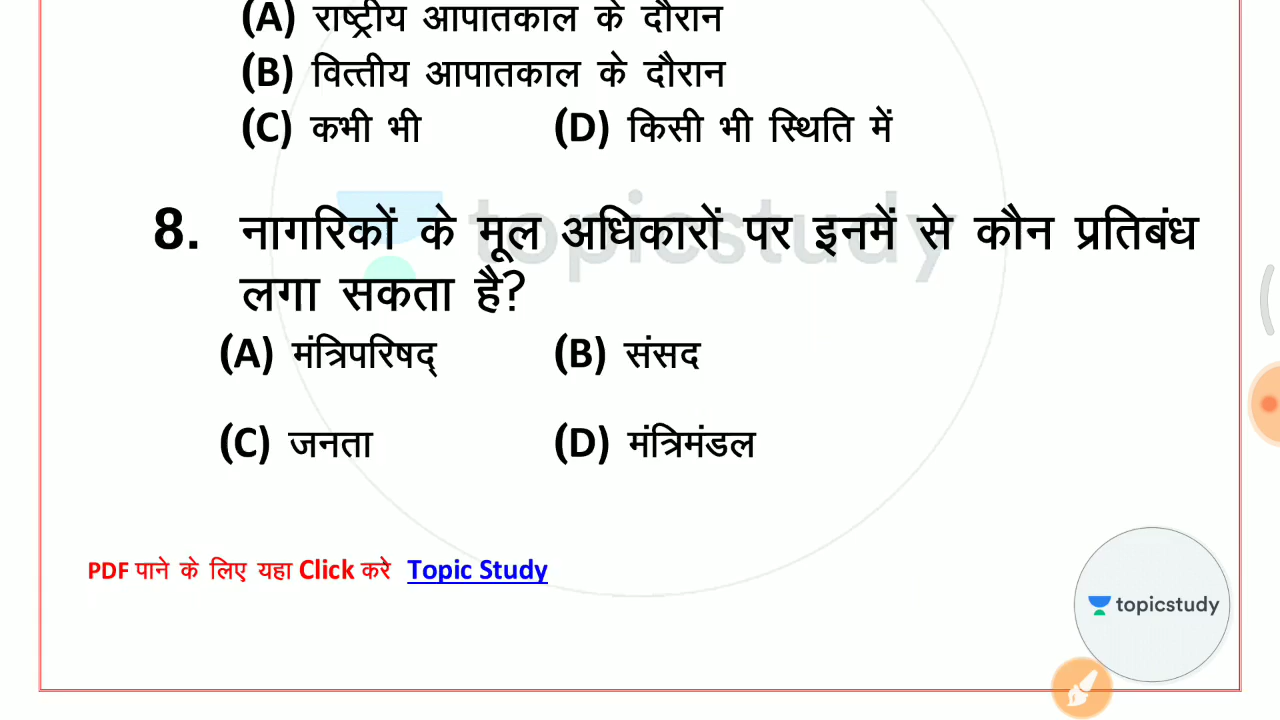 (A) राष्ट्रीय आपातकाल के दौरान
(B) वित्तीय आपातकाल के दौरान
(C) कभी भी (D) किसी भी स्थिति में
topicstudy
8. नागरिकों के मूल अधिकारों पर इनमें से कौन प्रतिबंध
लगा सकता है?
(A) मंत्रिपरिषद् (B) संसद
(C) जनता (D) मंत्रिमंडल
PDF पाने के लिए यहा Click करे Topic Study
topicstudy